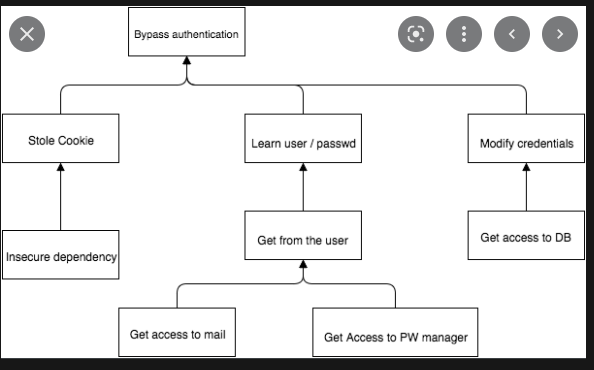 Bypass authentication
Stole Cookie
Learn user / passwd
Modify credentials
Insecure dependency
Get from the user
Get access to DB
Get access to mail
Get Access to PW manager